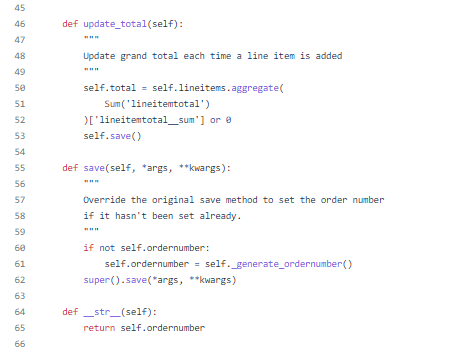 45
46 def update_total(self):
47 """
48 Update grand total each time a line item is added
49 """
50 self.total = self.lineitems.aggregate(
51 Sum('lineitemtotal')
52 )['lineitemtotal__sum'] or 0
53 self.save()
54
55 def save(self, *args, **kwargs):
56 """
57 Override the original save method to set the order number
58 if it hasn't been set already.
59 """
60 if not self.ordernumber:
61 self.ordernumber = self._generate_ordernumber()
62 super().save(*args, **kwargs)
63
64 def __str__(self):
65 return self.ordernumber
66